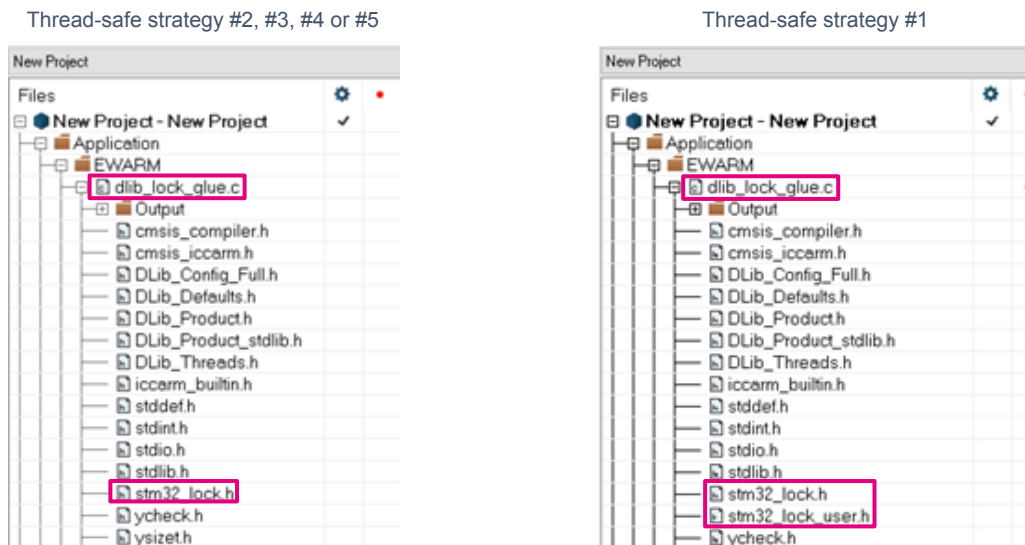 Thread-safe strategy #2, #3, #4 or #5
New Project
Files
New Project - New Project
Application
EWARM
dlib_lock_glue.c
Output
cmsis_compiler.h
cmsis_iccarm.h
DLib_Config_Full.h
DLib_Defaults.h
DLib_Product.h
DLib_Product_stdlib.h
DLib_Threads.h
iccarm_builtin.h
stddef.h
stdint.h
stdio.h
stdlib.h
stm32_lock.h
ycheck.h
ysizet.h
Thread-safe strategy #1
New Project
Files
New Project - New Project
Application
EWARM
dlib_lock_glue.c
Output
cmsis_compiler.h
cmsis_iccarm.h
DLib_Config_Full.h
DLib_Defaults.h
DLib_Product.h
DLib_Product_stdlib.h
DLib_Threads.h
iccarm_builtin.h
stddef.h
stdint.h
stdio.h
stdlib.h
stm32_lock.h
stm32_lock_user.h
ycheck.h